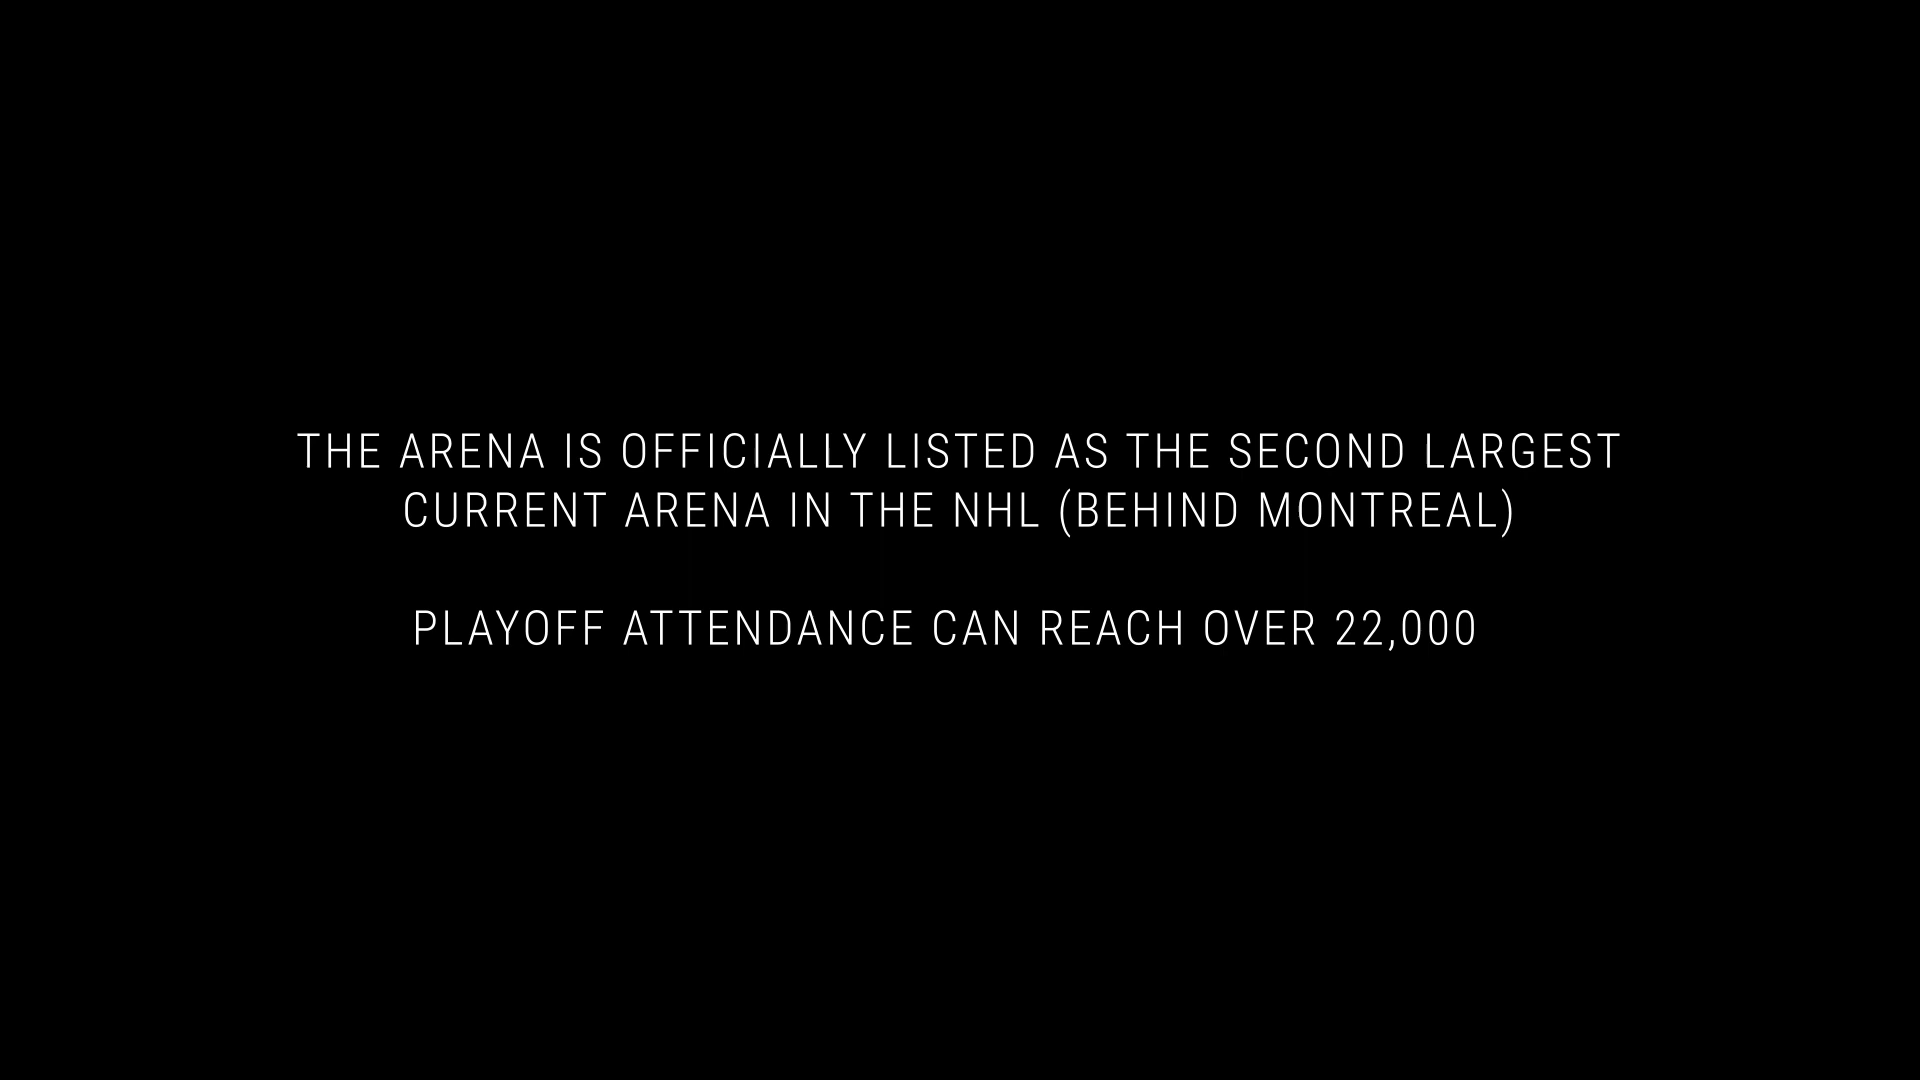 THE ARENA IS OFFICIALLY LISTED AS THE SECOND LARGEST
CURRENT ARENA IN THE NHL (BEHIND MONTREAL)
PLAYOFF ATTENDANCE CAN REACH OVER 22,000